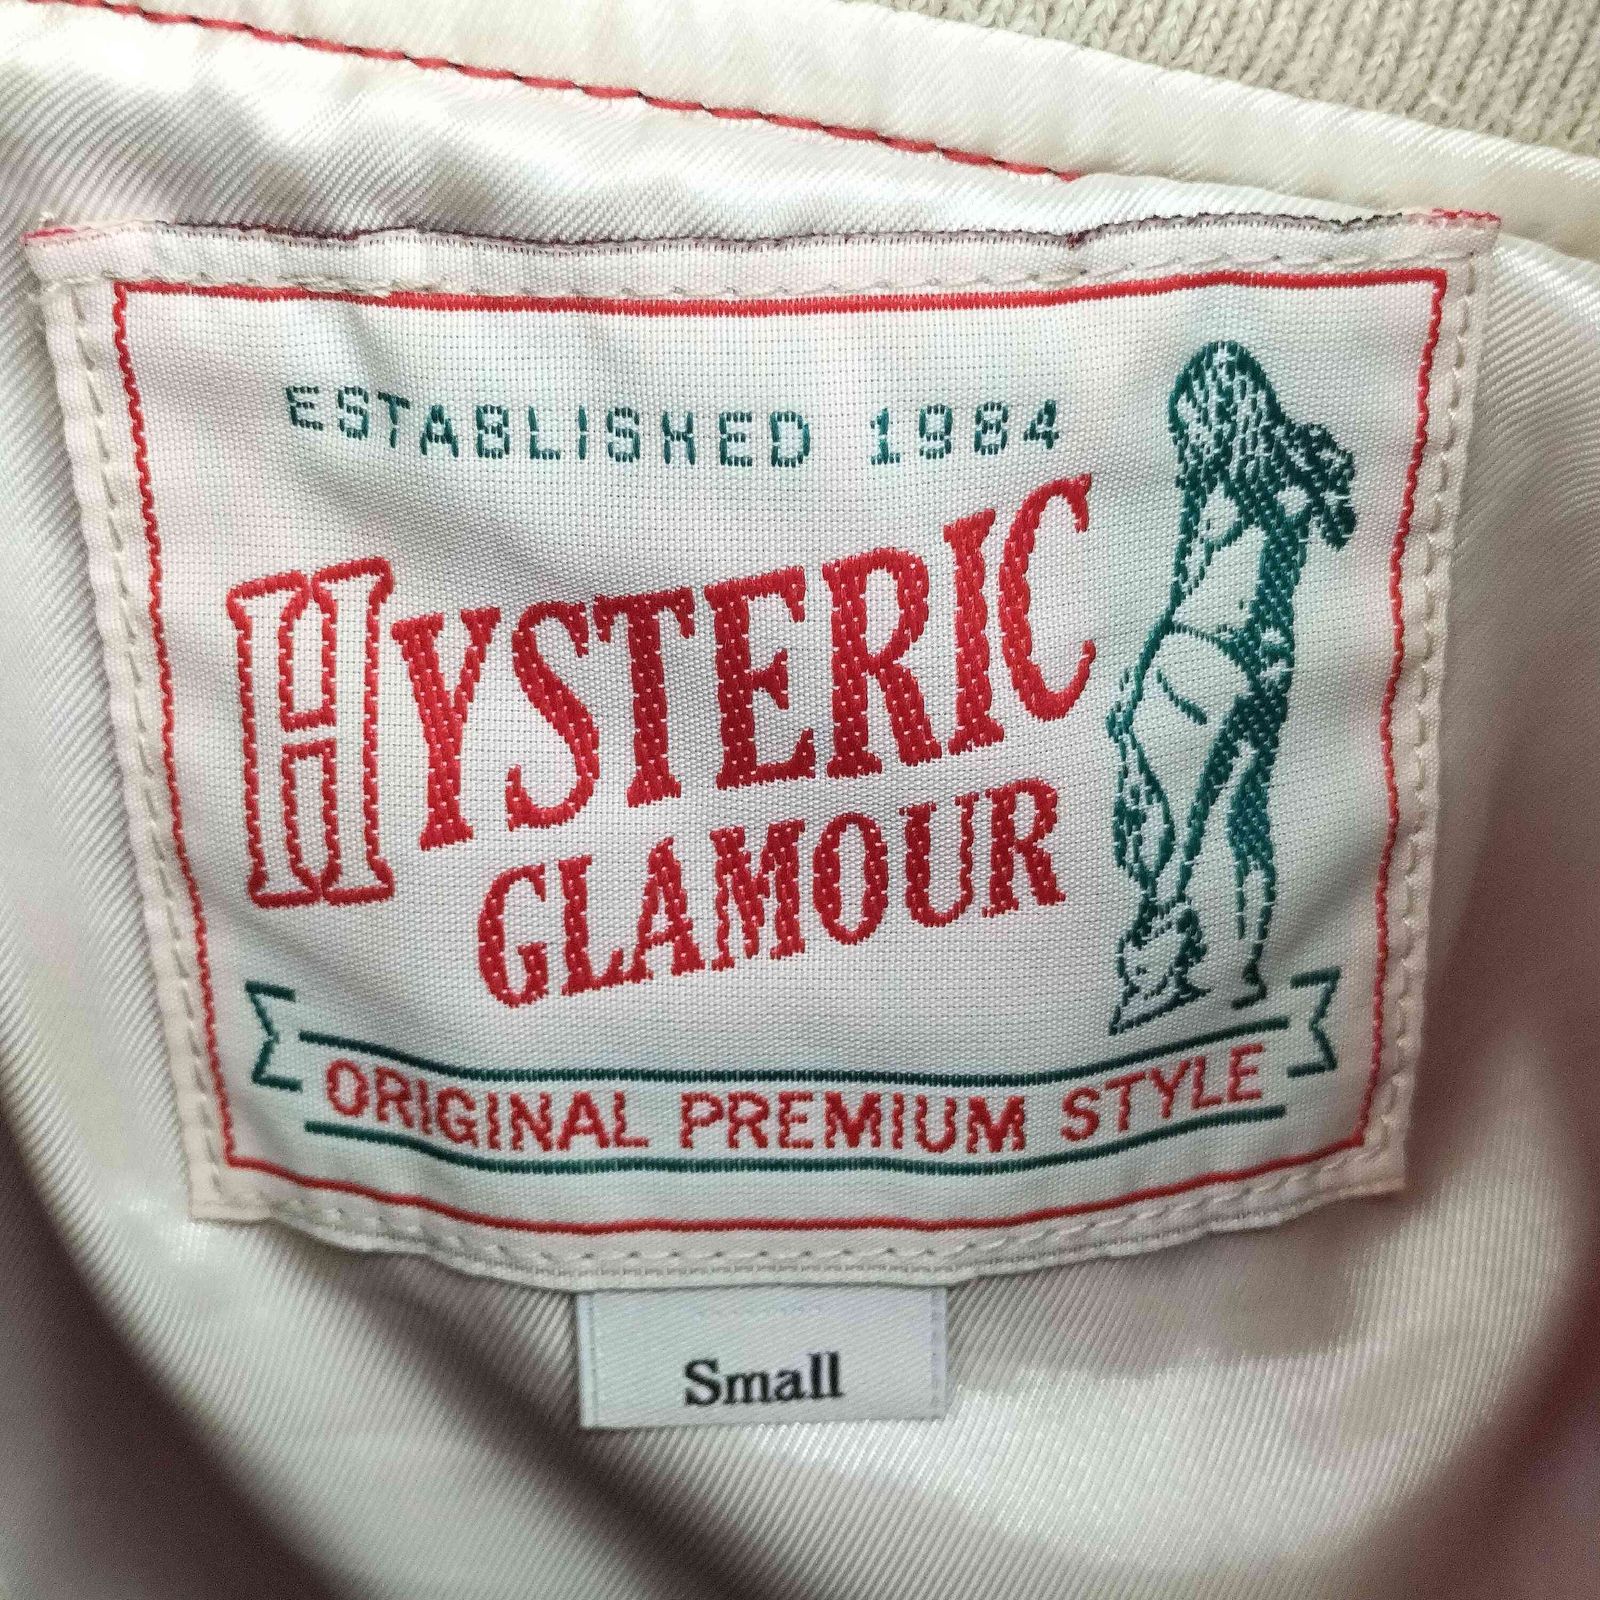 ESTABLISHED 1984
HYSTERIC
GLAMOUR
ORIGINAL PREMIUM STYLE
Small